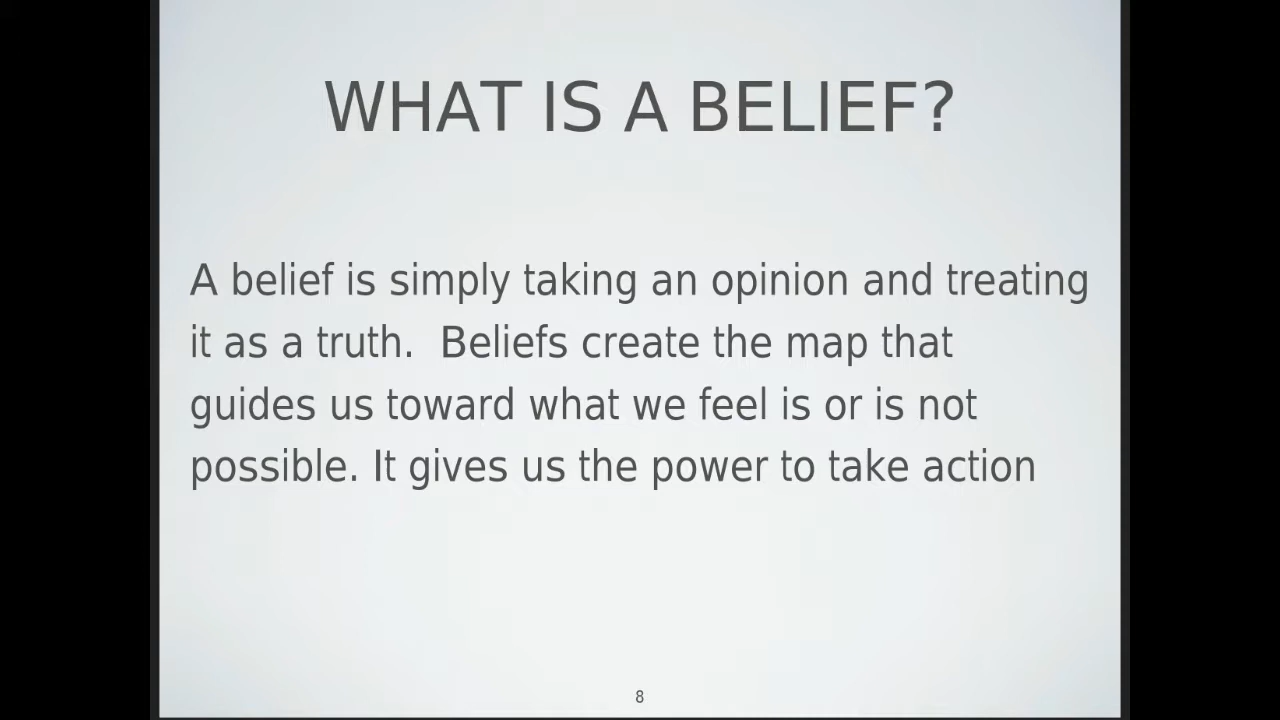 WHAT IS A BELIEF?
A belief is simply taking an opinion and treating
it as a truth.  Beliefs create the map that
guides us toward what we feel is or is not
possible. It gives us the power to take action
8